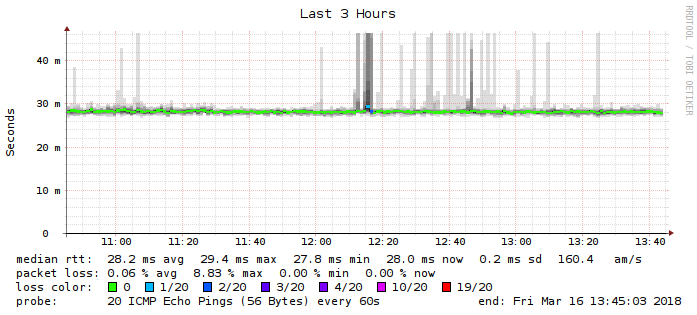 Last 3 Hours
RRDTOOL / TOBI OETIKER
Seconds
40 m
30 m
20 m
10 m
0
11:00 11:20 11:40 12:00 12:20 12:40 13:00 13:20 13:40
median rtt: 28.2 ms avg 29.4 ms max 27.8 ms min 28.0 ms now 0.2 ms sd 160.4 am/s
packet loss: 0.06 % avg 8.83 % max 0.00 % min 0.00 % now
loss color: 0 1/20 2/20 3/20 4/20 10/20 19/20
probe: 20 ICMP Echo Pings (56 Bytes) every 60s end: Fri Mar 16 13:45:03 2018